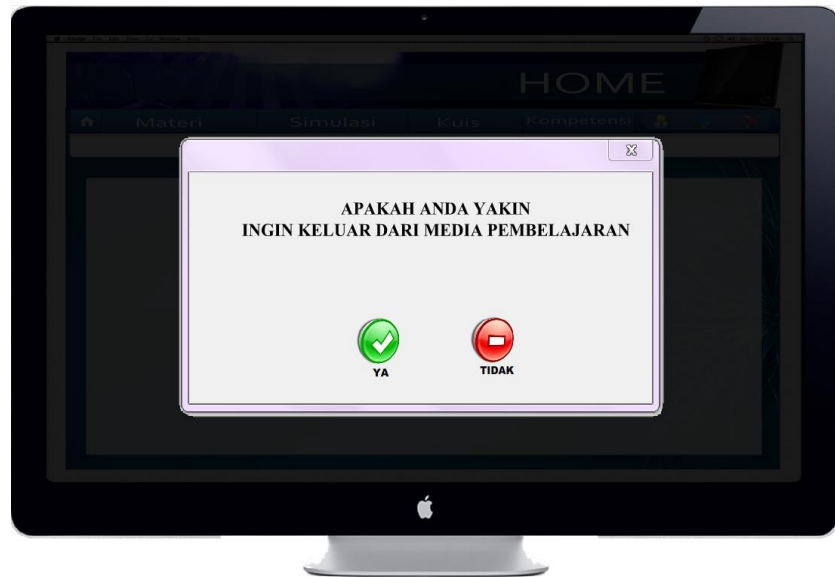 HOME
Materi Simulasi Kuis Kompetensi
APAKAH ANDA YAKIN
INGIN KELUAR DARI MEDIA PEMBELAJARAN
YA TIDAK